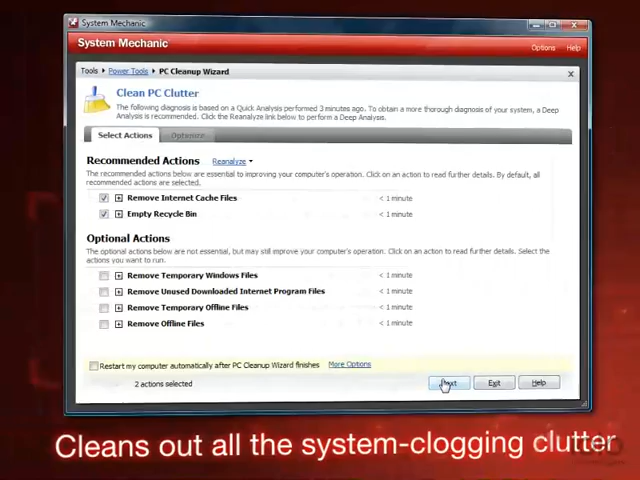 System Mechanic
System Mechanic
Options Help
Tools Power Tools PC Cleanup Wizard
Clean PC Clutter
The following diagnosis is based on a Quick Analysis performed 3 minutes ago. To obtain a more thorough diagnosis of your system, a Deep
Analysis is recommended. Click the Reanalyze link below to perform a Deep Analysis.
Select Actions Optimize
Recommended Actions Reanalyze
The recommended actions below are essential to improving your computer's operation. Click on an action to read further details. By default, all
recommended actions are selected.
Remove Internet Cache Files < 1 minute
Empty Recycle Bin < 1 minute
Optional Actions
The optional actions below are not essential, but may still improve your computer's operation. Click on an action to read further details. Select the
actions you want to run.
Remove Temporary Windows Files < 1 minute
Remove Unused Downloaded Internet Program Files < 1 minute
Remove Temporary Offline Files < 1 minute
Remove Offline Files < 1 minute
Restart my computer automatically after PC Cleanup Wizard finishes More Options
2 actions selected Next Exit Help
Cleans out all the system-clogging clutter